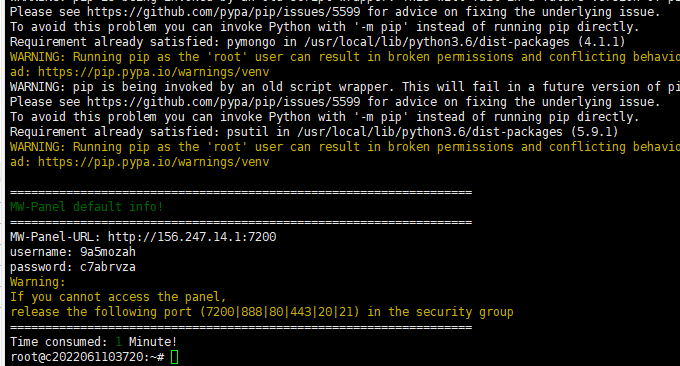 Please see https://github.com/pypa/pip/issues/5599 for advice on fixing the underlying issue.
To avoid this problem you can invoke Python with '-m pip' instead of running pip directly.
Requirement already satisfied: pymongo in /usr/local/lib/python3.6/dist-packages (4.1.1)
WARNING: Running pip as the 'root' user can result in broken permissions and conflicting behavio
ad: https://pip.pypa.io/warnings/venv
WARNING: pip is being invoked by an old script wrapper. This will fail in a future version of pi
Please see https://github.com/pypa/pip/issues/5599 for advice on fixing the underlying issue.
To avoid this problem you can invoke Python with '-m pip' instead of running pip directly.
Requirement already satisfied: psutil in /usr/local/lib/python3.6/dist-packages (5.9.1)
WARNING: Running pip as the 'root' user can result in broken permissions and conflicting behavio
ad: https://pip.pypa.io/warnings/venv
==================================================================
MW-Panel default info!
==================================================================
MW-Panel-URL: http://156.247.14.1:7200
username: 9a5mozah
password: c7abrvza
Warning:
If you cannot access the panel,
release the following port (7200|888|80|443|20|21) in the security group
==================================================================
Time consumed: 1 Minute!
root@c2022061103720:~#